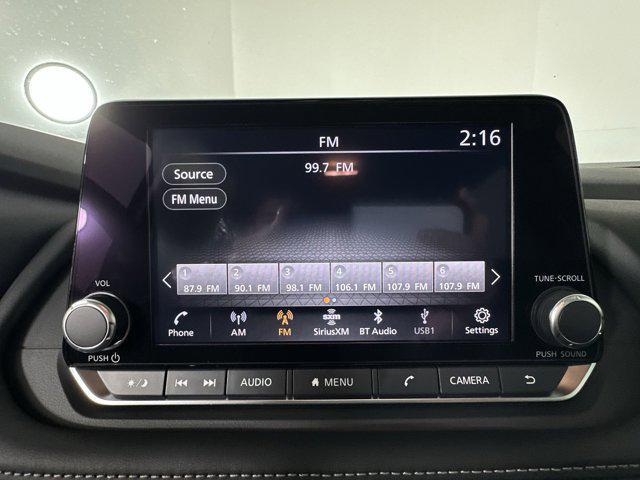 FM 2:16
99.7 FM
Source
FM Menu
1 2 3 4 5 6
87.9 FM 90.1 FM 98.1 FM 106.1 FM 107.9 FM 107.9 FM
VOL
TUNE·SCROLL
sxm
Phone AM FM SiriusXM BT Audio USB1 Settings
PUSH
PUSH SOUND
AUDIO MENU CAMERA